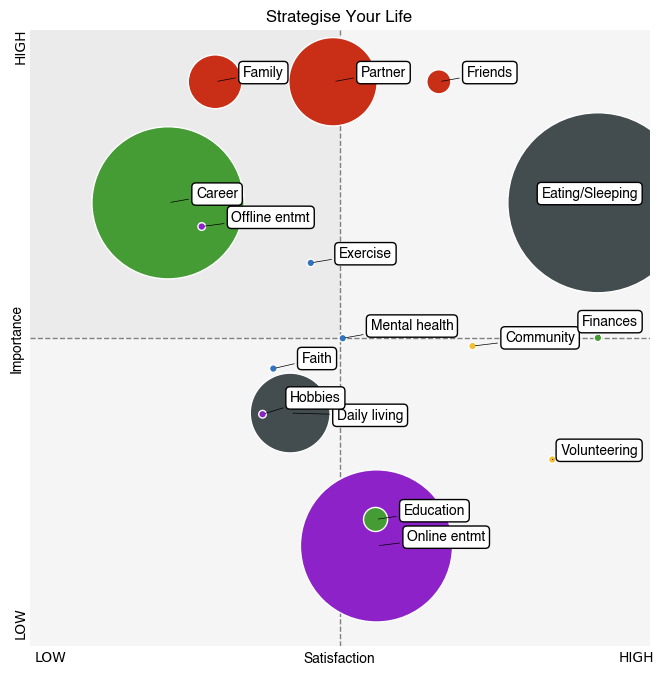 Strategise Your Life
HIGH
Family
Partner
Friends
Career
Eating/Sleeping
Offline entmt
Exercise
Finances
Mental health
Community
Importance
Faith
Hobbies
Daily living
Volunteering
Education
Online entmt
LOW
LOW
Satisfaction
HIGH